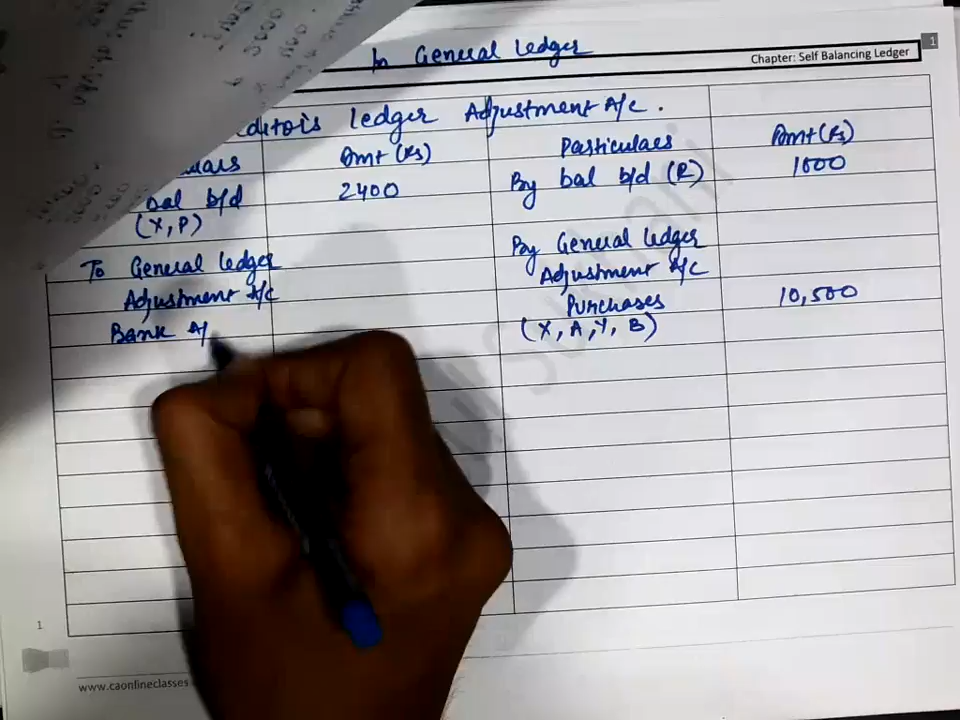 In General ledger
Chapter: Self Balancing Ledger
1
ledger Adjustment A/c.
Amt (Rs) Particulars Amt (Rs)
bal b/d 2400 By bal b/d (R) 1000
(X, P)
To General ledger By General ledger
Adjustment A/c Adjustment A/c
Bank A/ Purchases 10,500
(X, A, Y, B)
1
www.caonlineclasses